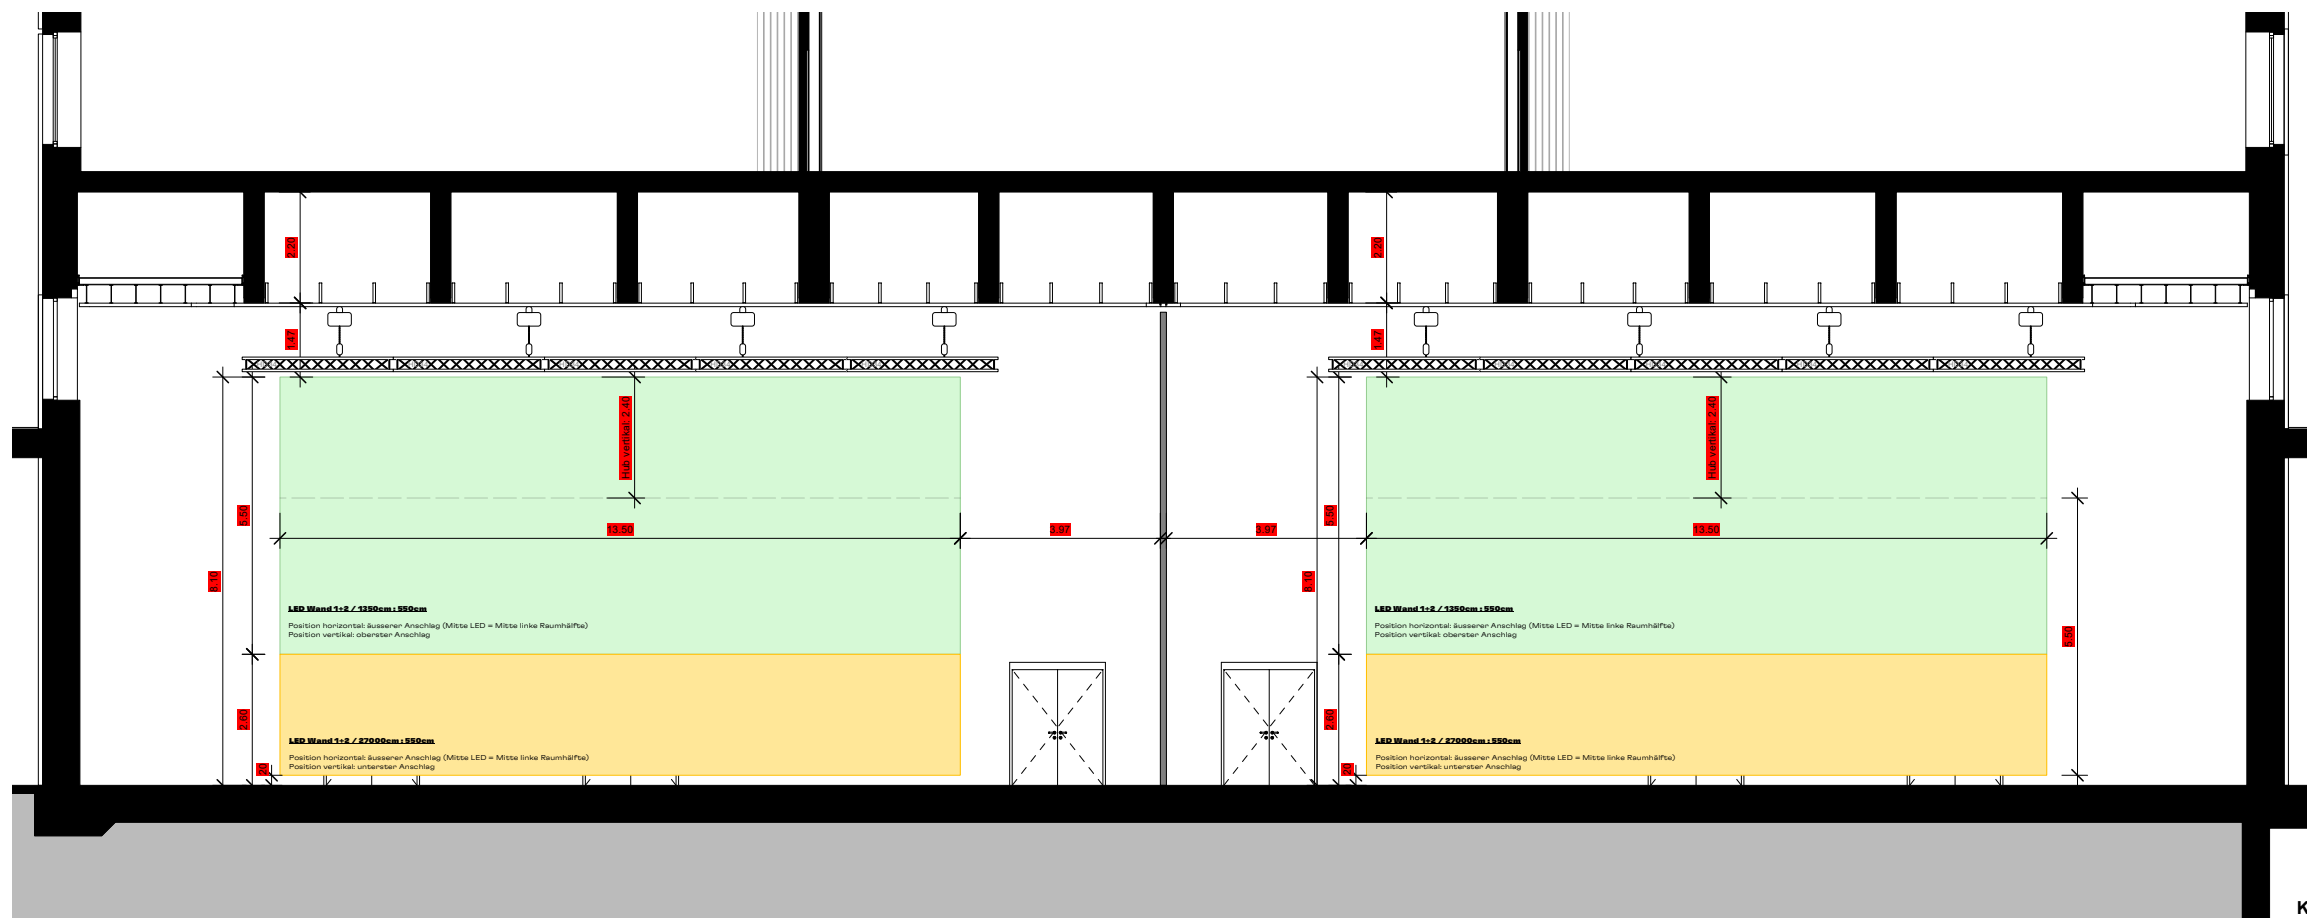 2.20
2.20
1.47
1.47
Hub vertikal: 2.40
Hub vertikal: 2.40
5.50
5.50
13.50
3.97
3.97
13.50
8.10
8.10
5.50
LED Wand 1+2 / 1350cm : 550cm
Position horizontal: äusserer Anschlag (Mitte LED = Mitte linke Raumhälfte)
Position vertikal: oberster Anschlag
LED Wand 1+2 / 1350cm : 550cm
Position horizontal: äusserer Anschlag (Mitte LED = Mitte linke Raumhälfte)
Position vertikal: oberster Anschlag
2.60
2.60
LED Wand 1+2 / 27000cm : 550cm
Position horizontal: äusserer Anschlag (Mitte LED = Mitte linke Raumhälfte)
Position vertikal: unterster Anschlag
LED Wand 1+2 / 27000cm : 550cm
Position horizontal: äusserer Anschlag (Mitte LED = Mitte linke Raumhälfte)
Position vertikal: unterster Anschlag
20
20
K